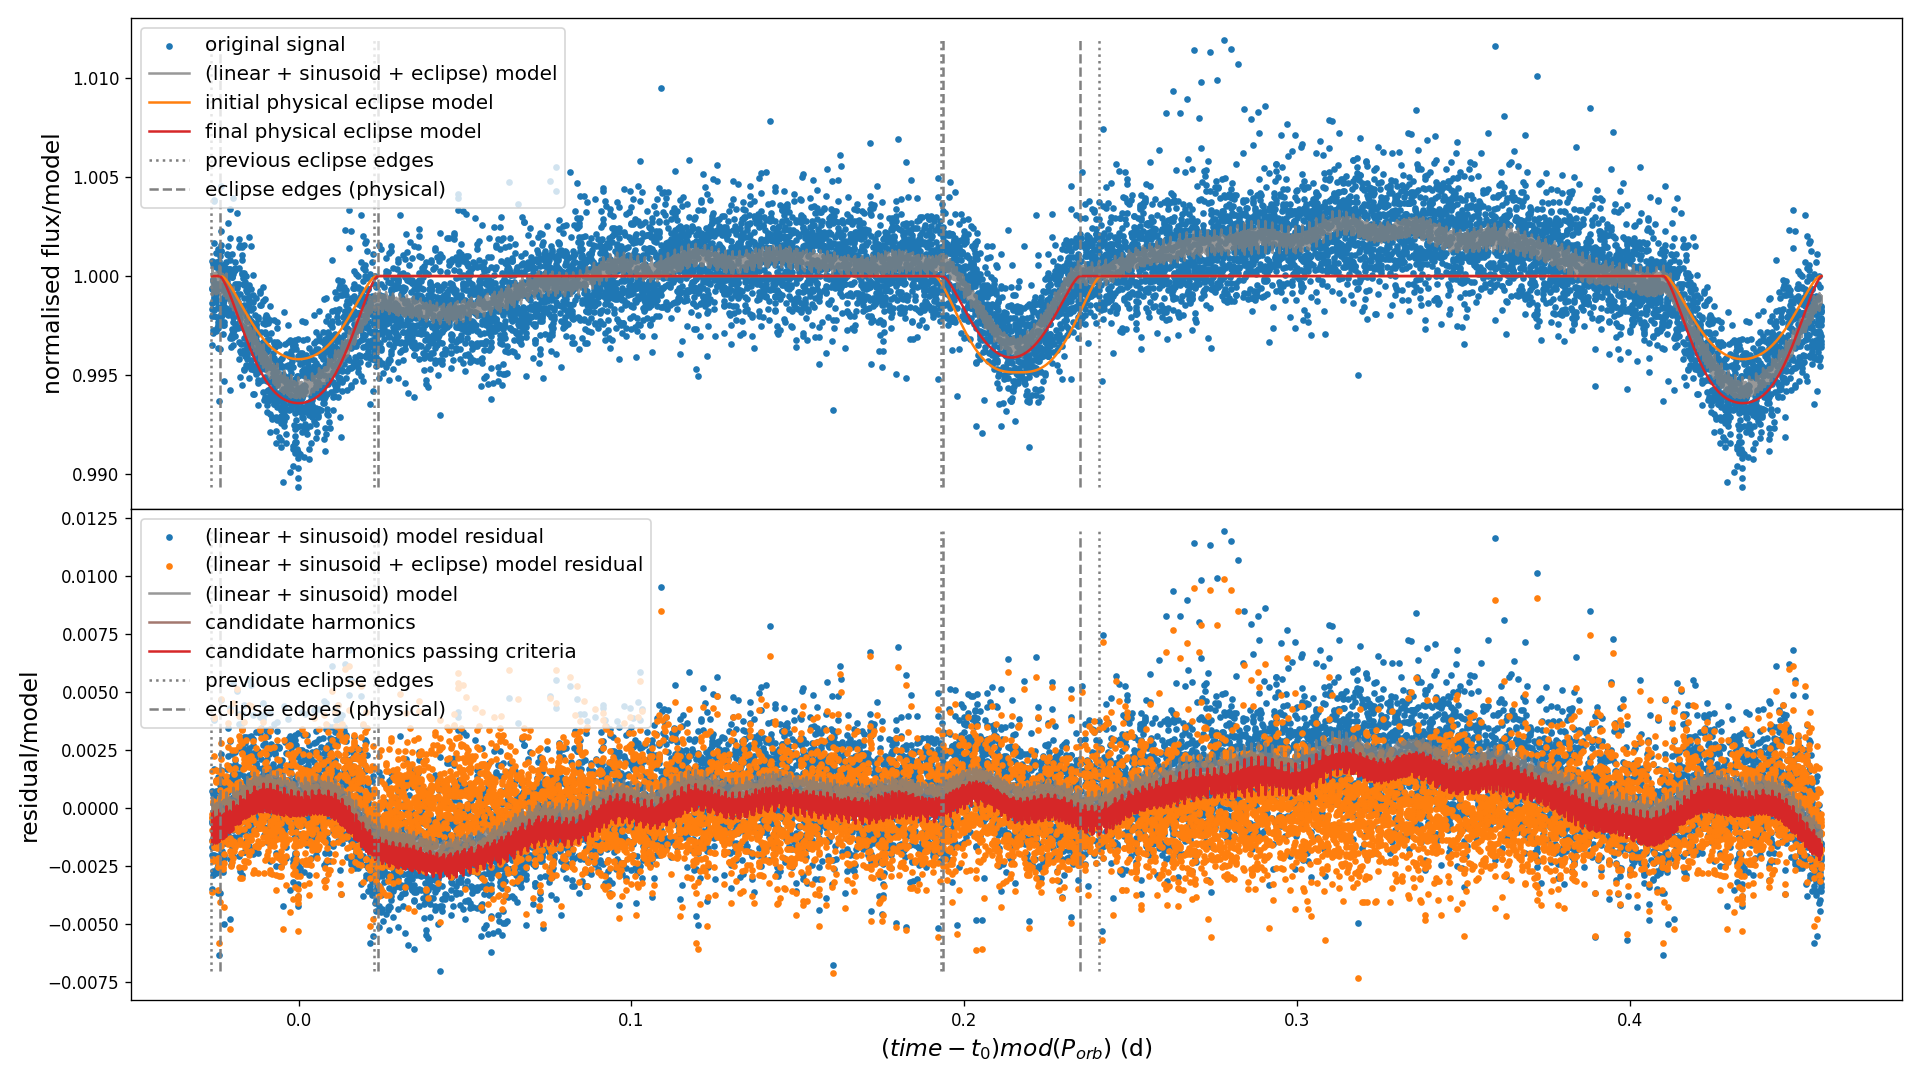 original signal
(linear + sinusoid + eclipse) model
initial physical eclipse model
final physical eclipse model
previous eclipse edges
eclipse edges (physical)
normalised flux/model
1.010
1.005
1.000
0.995
0.990
(linear + sinusoid) model residual
(linear + sinusoid + eclipse) model residual
(linear + sinusoid) model
candidate harmonics
candidate harmonics passing criteria
previous eclipse edges
eclipse edges (physical)
residual/model
0.0125
0.0100
0.0075
0.0050
0.0025
0.0000
−0.0025
−0.0050
−0.0075
0.0 0.1 0.2 0.3 0.4
(time − t₀)mod(P_orb) (d)